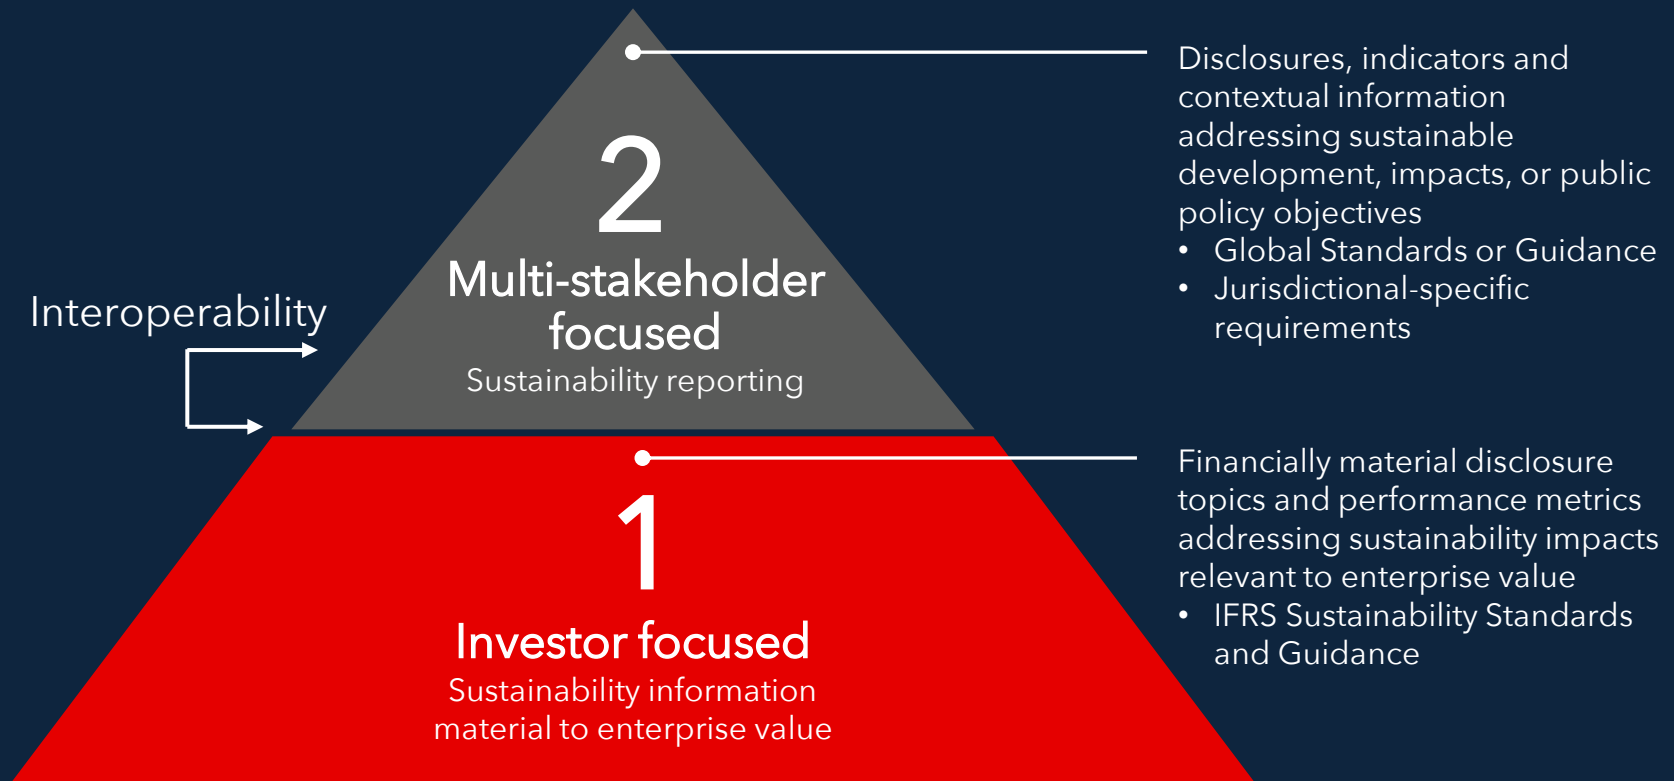 2
Multi-stakeholder
focused
Sustainability reporting
Interoperability
1
Investor focused
Sustainability information
material to enterprise value
Disclosures, indicators and
contextual information
addressing sustainable
development, impacts, or public
policy objectives
• Global Standards or Guidance
• Jurisdictional-specific
requirements
Financially material disclosure
topics and performance metrics
addressing sustainability impacts
relevant to enterprise value
• IFRS Sustainability Standards
and Guidance